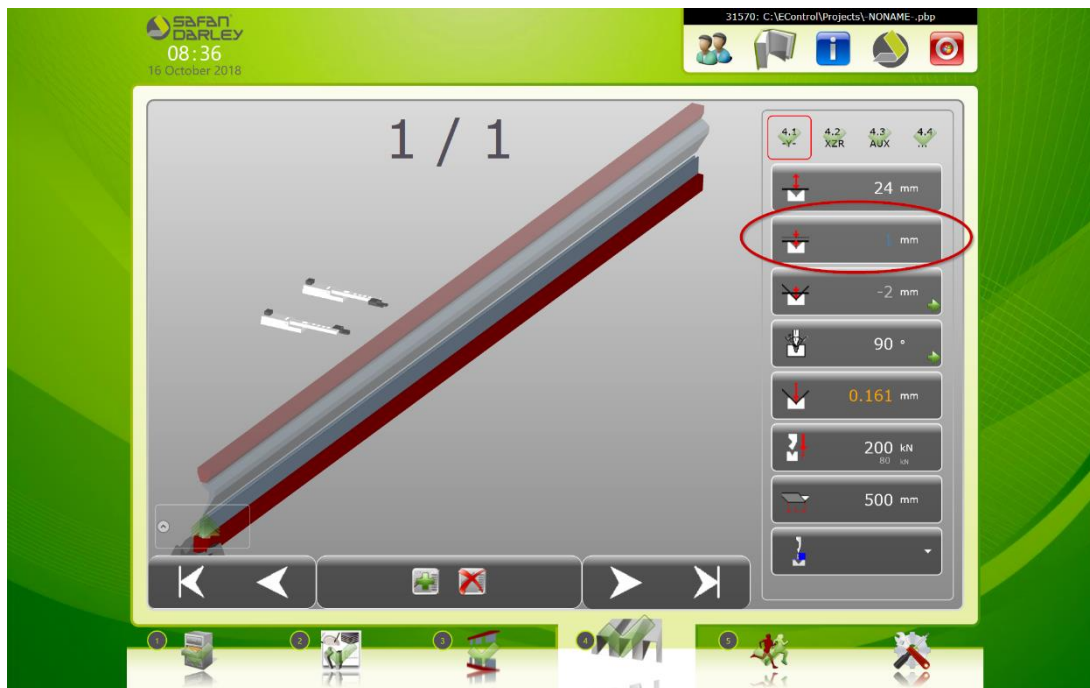 31570: C:\EControl\Projects\-NONAME-.pbp
SAFAN
DARLEY
08:36
16 October 2018
i
1 / 1
4.1
-Y-
4.2
XZR
4.3
AUX
4.4
...
24 mm
1 mm
-2 mm
90 °
0.161 mm
200 kN
80 kN
500 mm
1
2
3
4
5